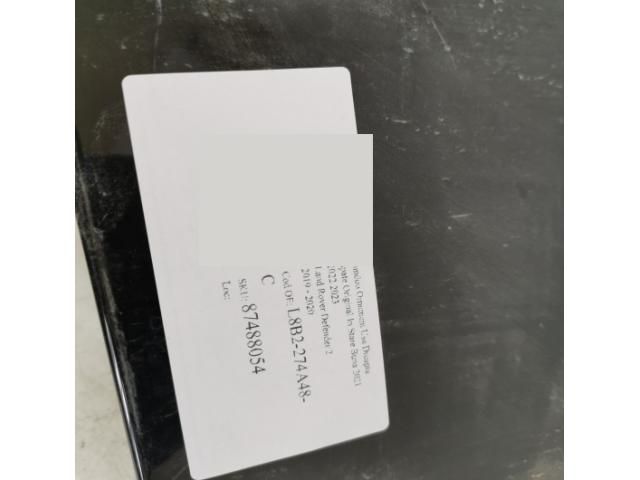 Ornament Usa Dreapta
Spate Original In Stare Buna 2021
2022 2023
Land Rover Defender 2
2019 - 2020
Cod OE: L8B2-274A48-
C
SKU: 87488054
Loc: